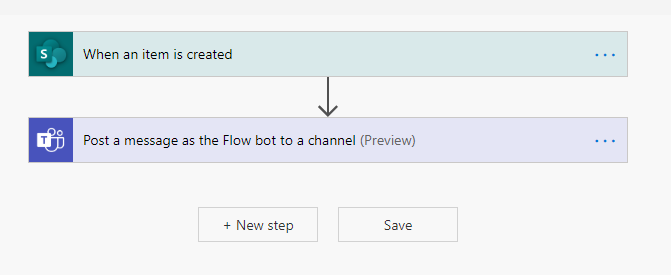 S
When an item is created
...
T
Post a message as the Flow bot to a channel (Preview)
...
+ New step
Save